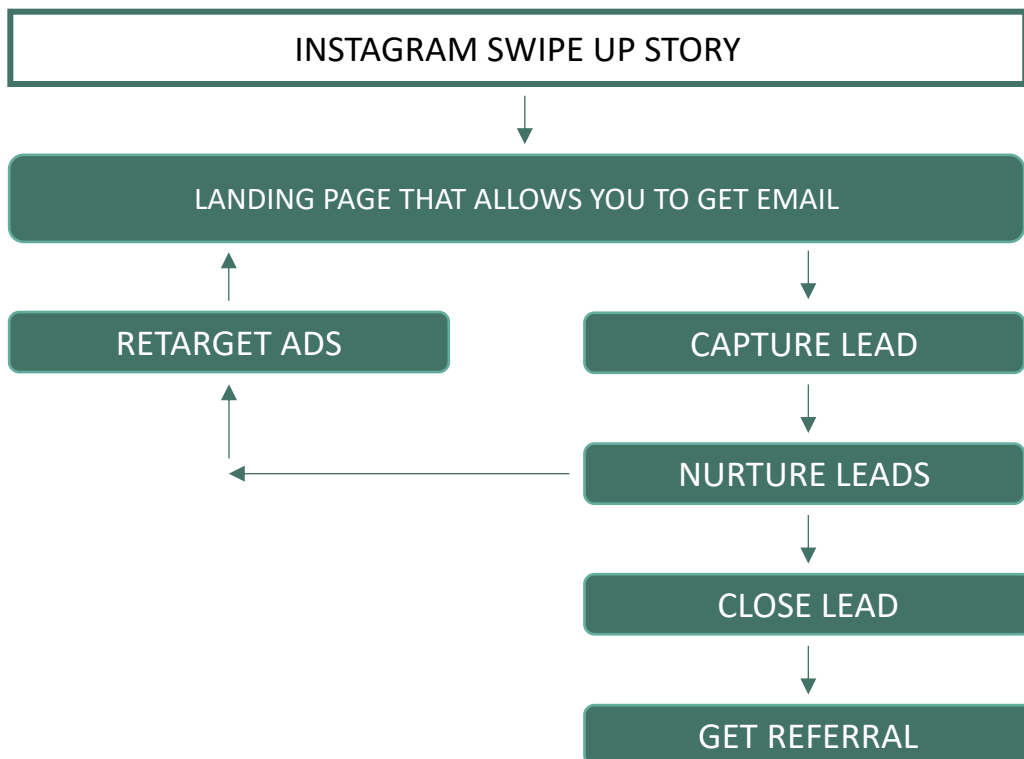 INSTAGRAM SWIPE UP STORY
LANDING PAGE THAT ALLOWS YOU TO GET EMAIL
RETARGET ADS
CAPTURE LEAD
NURTURE LEADS
CLOSE LEAD
GET REFERRAL